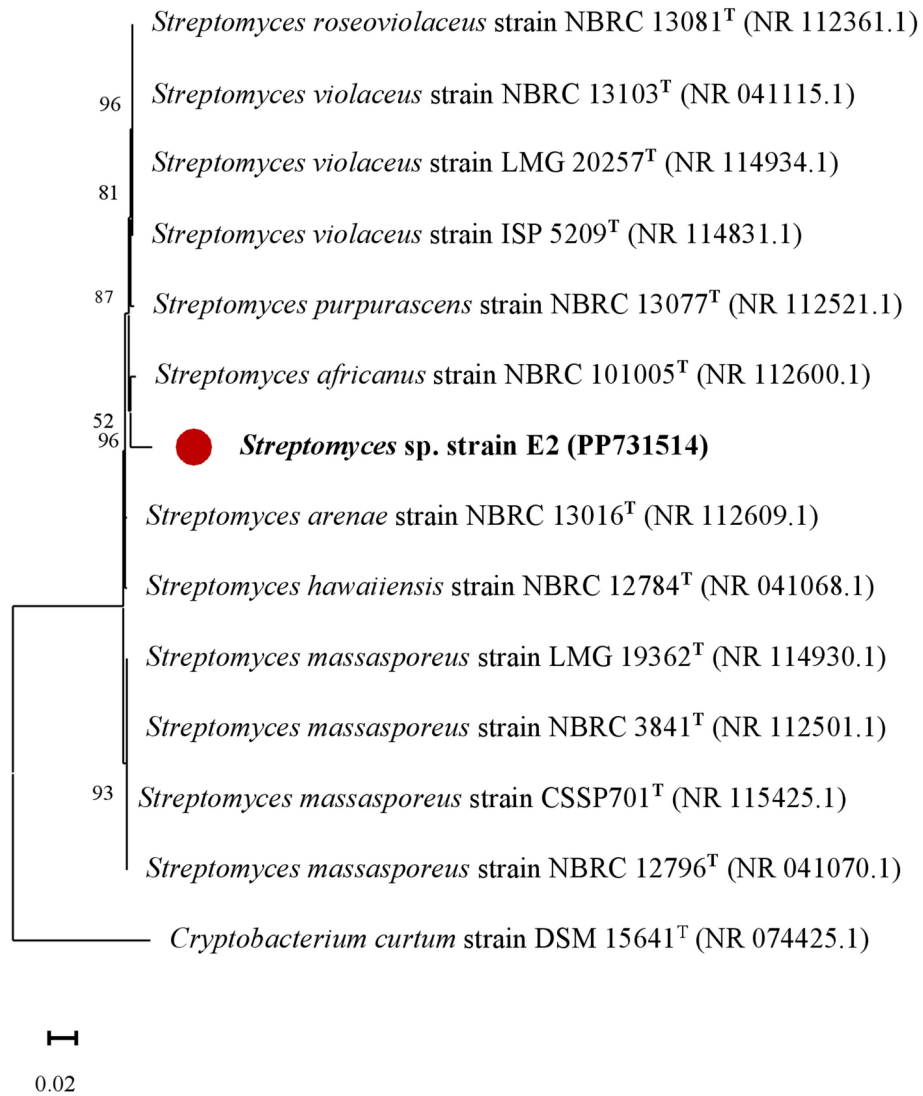 Streptomyces roseoviolaceus strain NBRC 13081ᵀ (NR 112361.1)
96
Streptomyces violaceus strain NBRC 13103ᵀ (NR 041115.1)
Streptomyces violaceus strain LMG 20257ᵀ (NR 114934.1)
81
Streptomyces violaceus strain ISP 5209ᵀ (NR 114831.1)
87
Streptomyces purpurascens strain NBRC 13077ᵀ (NR 112521.1)
Streptomyces africanus strain NBRC 101005ᵀ (NR 112600.1)
52
96
Streptomyces sp. strain E2 (PP731514)
Streptomyces arenae strain NBRC 13016ᵀ (NR 112609.1)
Streptomyces hawaiiensis strain NBRC 12784ᵀ (NR 041068.1)
Streptomyces massasporeus strain LMG 19362ᵀ (NR 114930.1)
Streptomyces massasporeus strain NBRC 3841ᵀ (NR 112501.1)
93
Streptomyces massasporeus strain CSSP701ᵀ (NR 115425.1)
Streptomyces massasporeus strain NBRC 12796ᵀ (NR 041070.1)
Cryptobacterium curtum strain DSM 15641ᵀ (NR 074425.1)
0.02